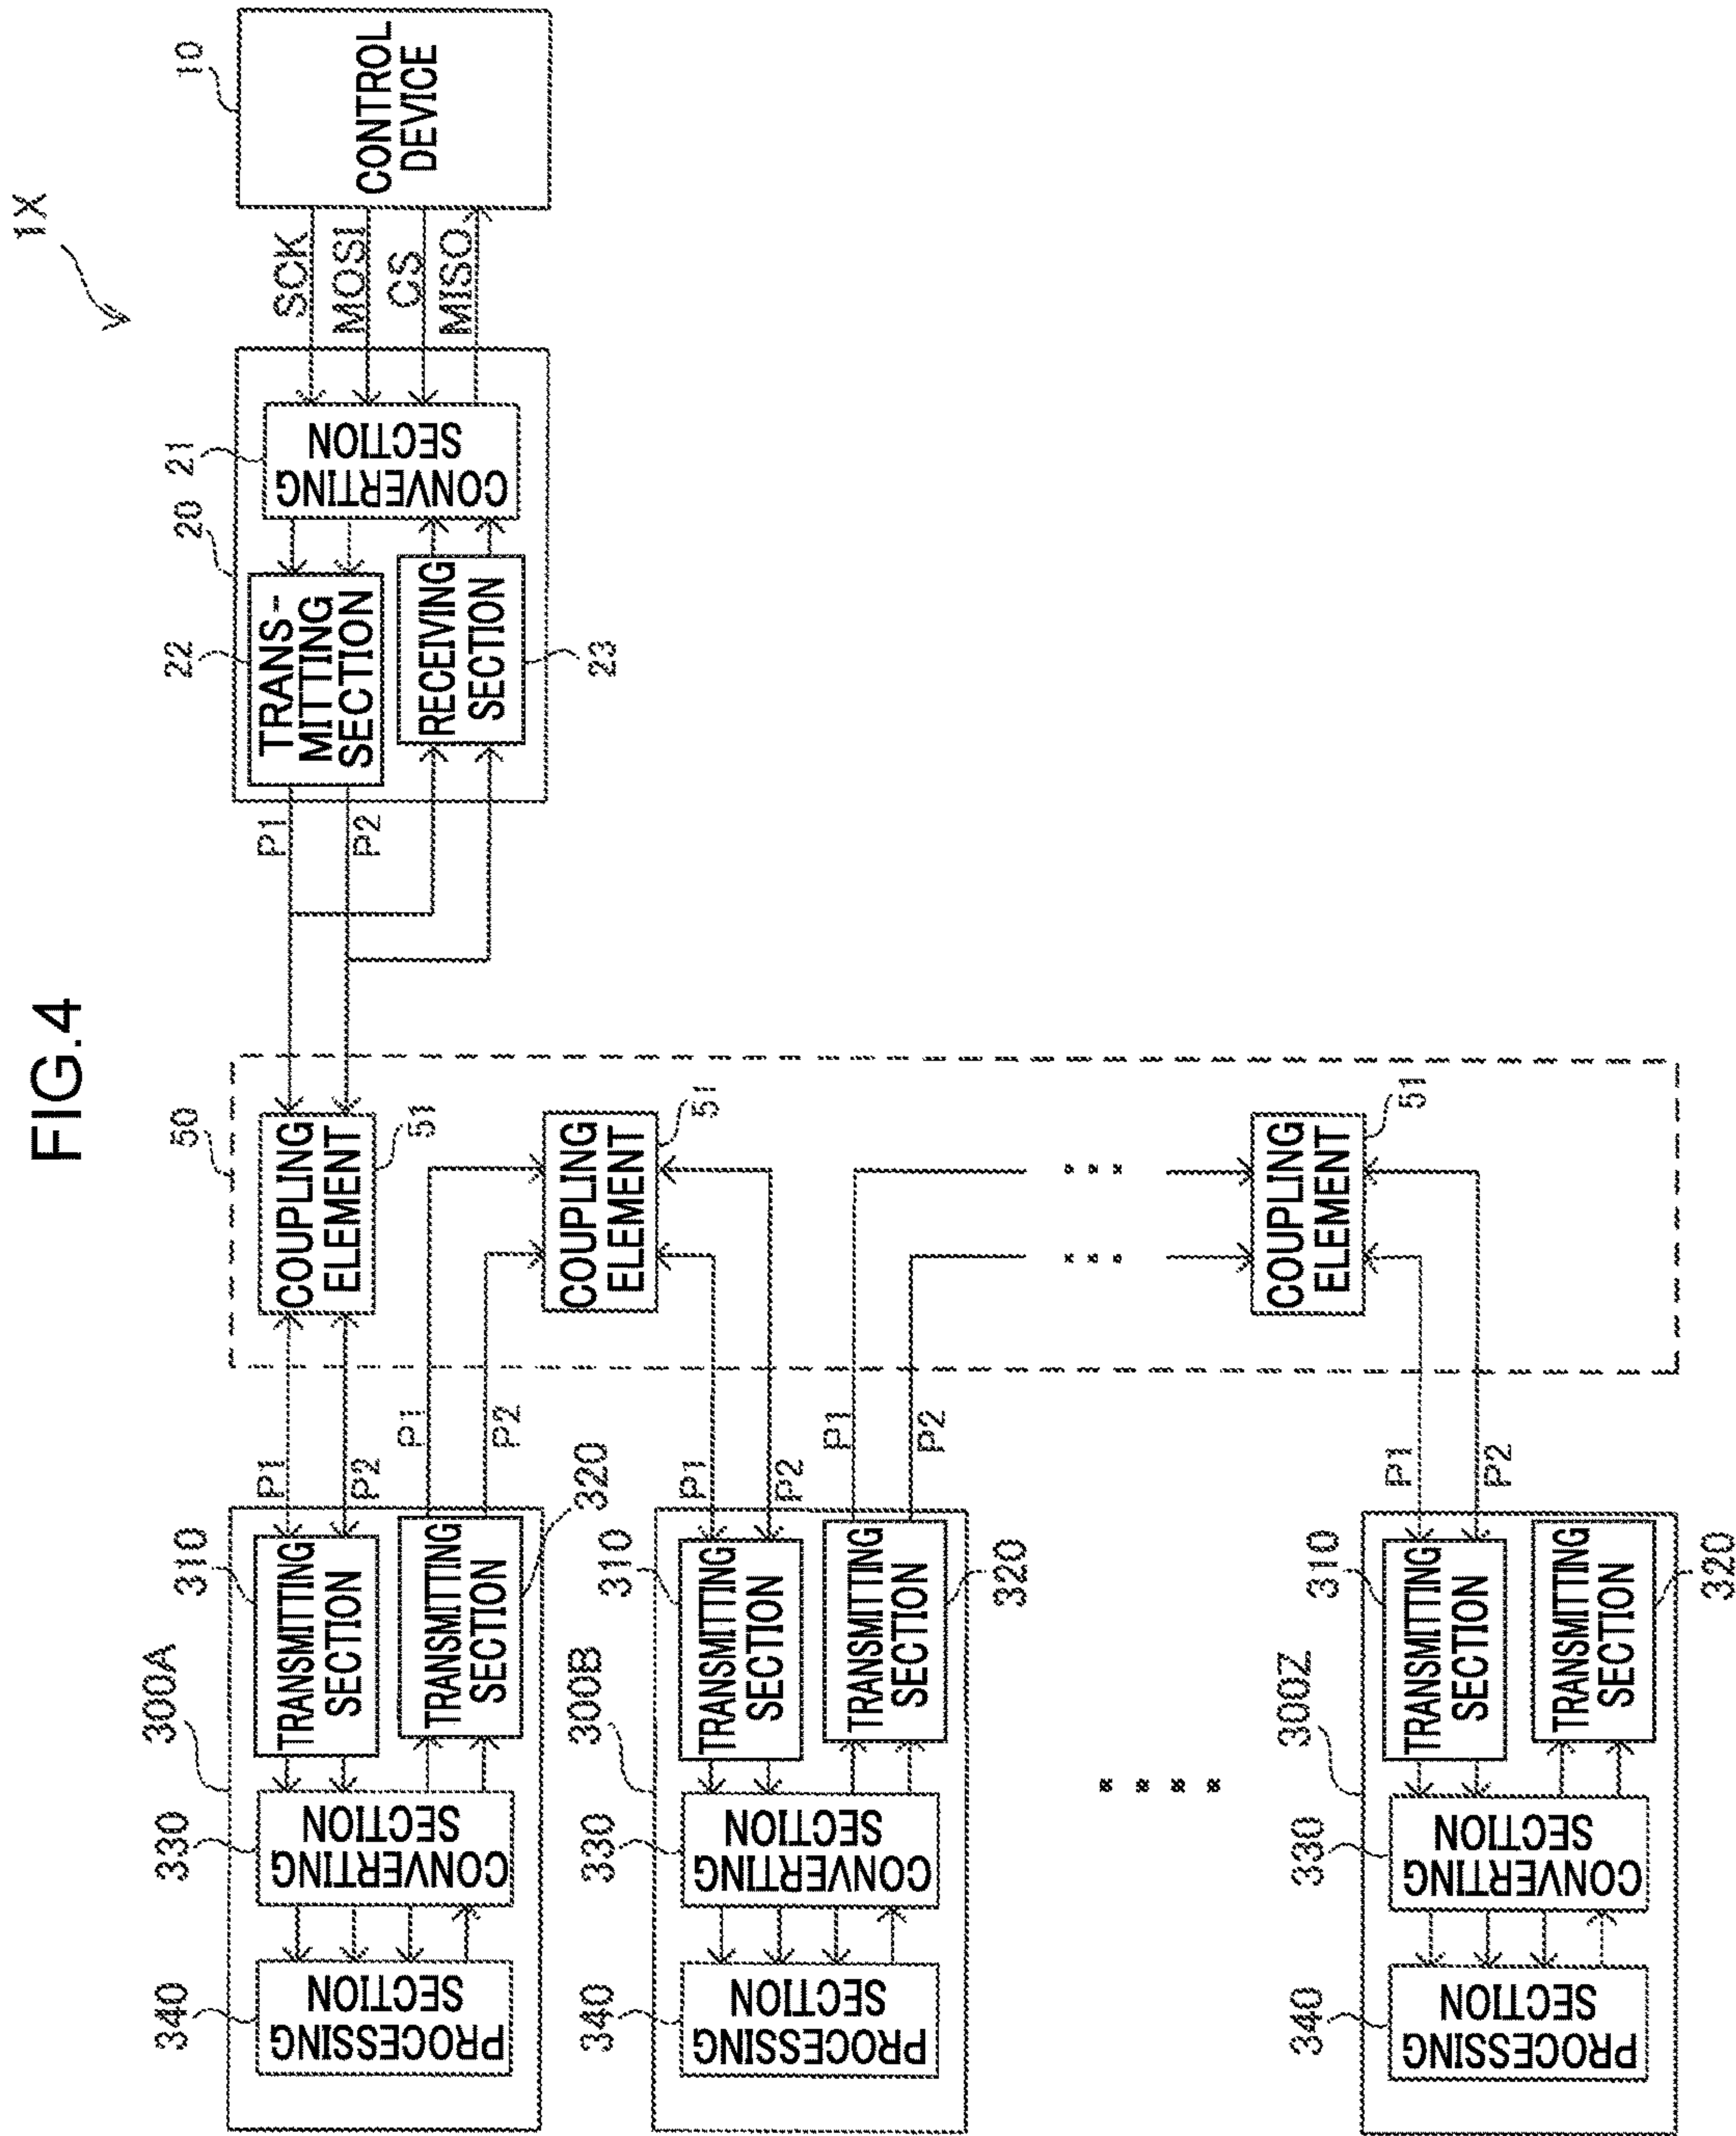 FIG.4
1X
10
CONTROL
DEVICE
SCK
MOSI
CS
MISO
20
21
CONVERTING
SECTION
22
TRANS-
MITTING
SECTION
RECEIVING
SECTION
23
P1
P2
50
COUPLING
ELEMENT
51
COUPLING
ELEMENT
51
COUPLING
ELEMENT
51
300A
P1
P2
310
TRANSMITTING
SECTION
P1
P2
TRANSMITTING
SECTION
320
330
CONVERTING
SECTION
340
PROCESSING
SECTION
300B
P1
P2
310
TRANSMITTING
SECTION
P1
P2
TRANSMITTING
SECTION
320
330
CONVERTING
SECTION
340
PROCESSING
SECTION
300Z
P1
P2
310
TRANSMITTING
SECTION
TRANSMITTING
SECTION
320
330
CONVERTING
SECTION
340
PROCESSING
SECTION